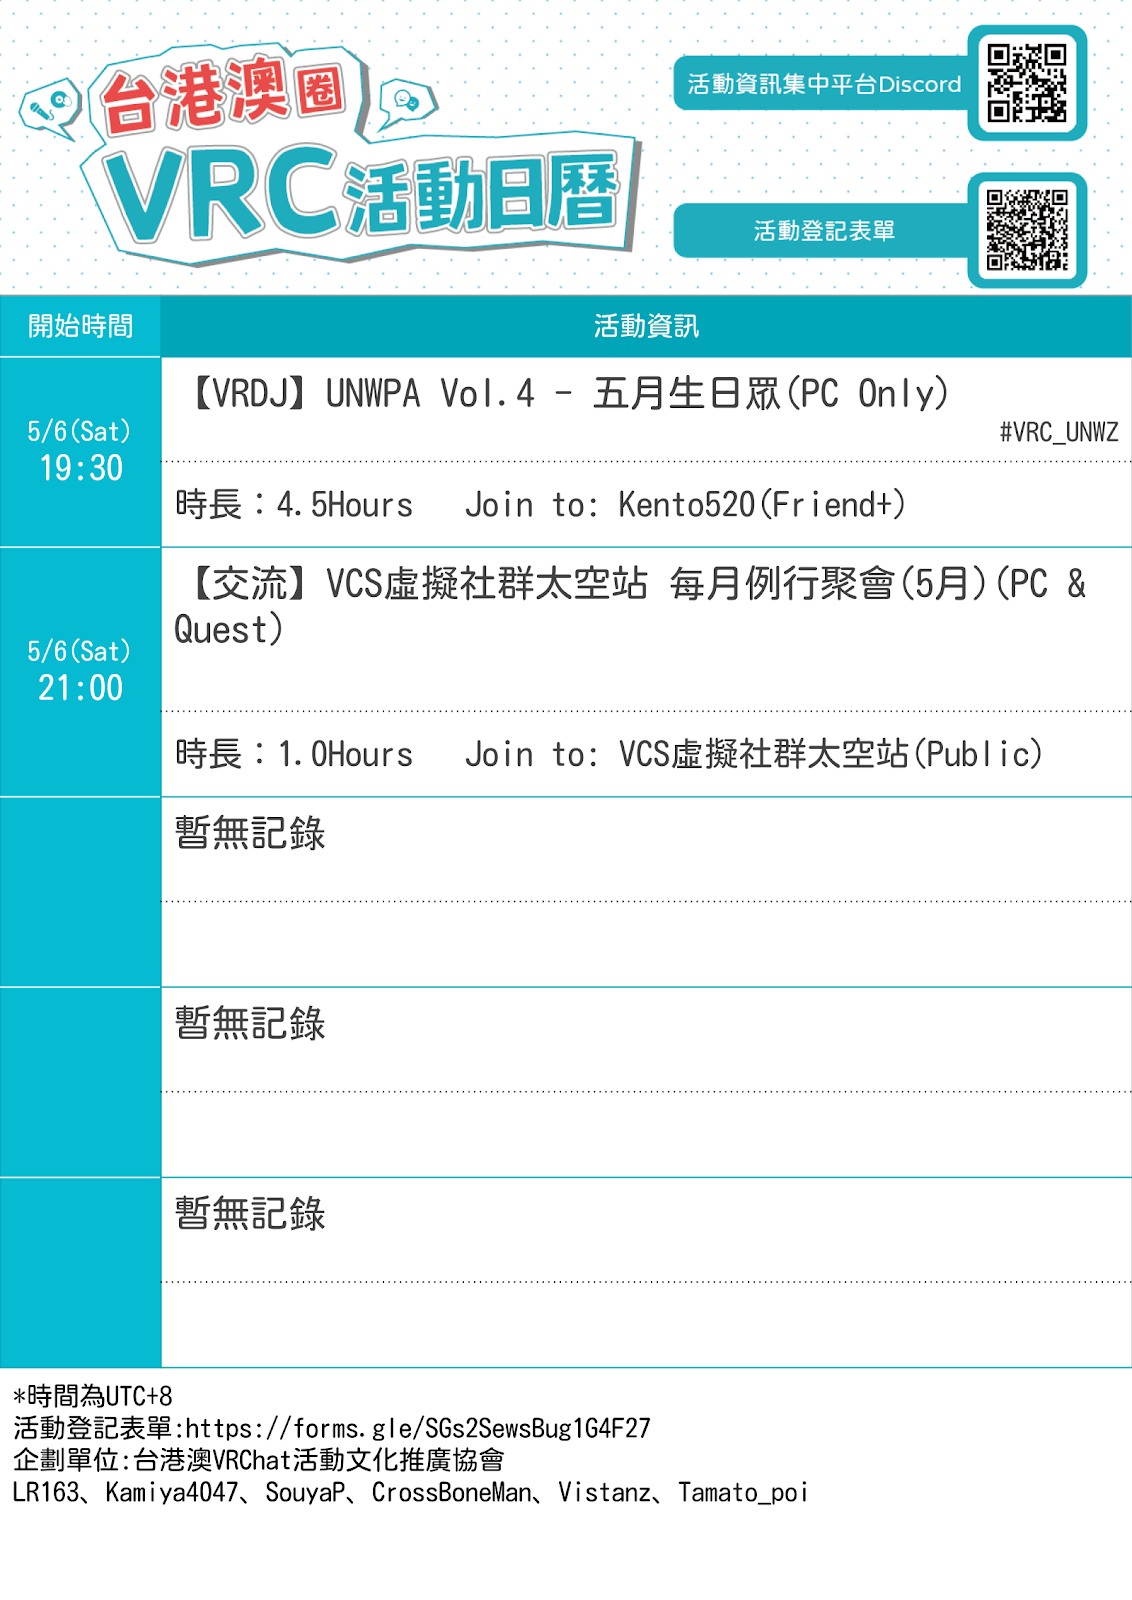 台港澳圈
VRC活動日曆
活動資訊集中平台Discord
活動登記表單
開始時間
活動資訊
5/6(Sat)
19:30
【VRDJ】UNWPA Vol.4 - 五月生日眾(PC Only)
#VRC_UNWZ
時長：4.5Hours Join to: Kento520(Friend+)
5/6(Sat)
21:00
【交流】VCS虛擬社群太空站 每月例行聚會(5月)(PC &
Quest)
時長：1.0Hours Join to: VCS虛擬社群太空站(Public)
暫無記錄
暫無記錄
暫無記錄
*時間為UTC+8
活動登記表單:https://forms.gle/SGs2SewsBug1G4F27
企劃單位:台港澳VRChat活動文化推廣協會
LR163、Kamiya4047、SouyaP、CrossBoneMan、Vistanz、Tamato_poi